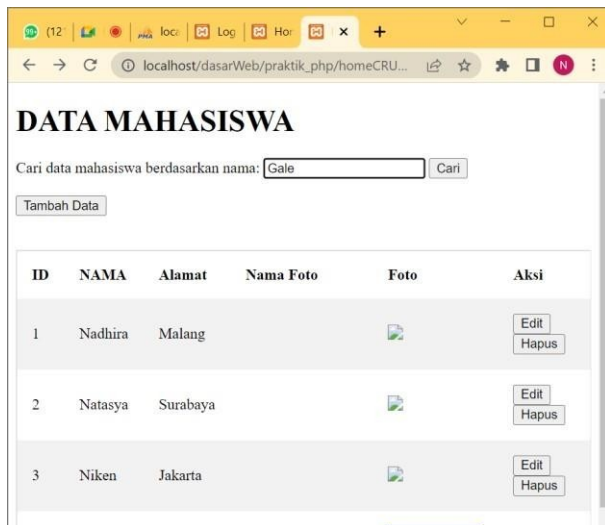 99+ (12 loca Log Hor
localhost/dasarWeb/praktik_php/homeCRU... N
DATA MAHASISWA
Cari data mahasiswa berdasarkan nama: Gale Cari
Tambah Data
ID NAMA Alamat Nama Foto Foto Aksi
1 Nadhira Malang Edit
Hapus
2 Natasya Surabaya Edit
Hapus
3 Niken Jakarta Edit
Hapus